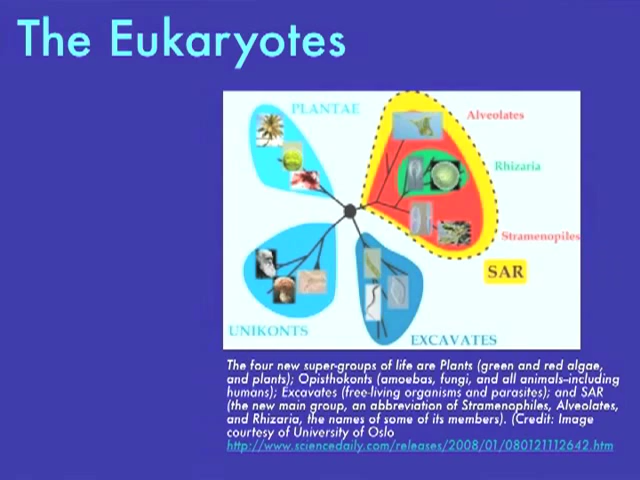 The Eukaryotes
PLANTAE
Alveolates
Rhizaria
Stramenopiles
SAR
UNIKONTS
EXCAVATES
The four new super-groups of life are Plants (green and red algae,
and plants); Opisthokonts (amoebas, fungi, and all animals--including
humans); Excavates (free-living organisms and parasites); and SAR
(the new main group, an abbreviation of Stramenophiles, Alveolates,
and Rhizaria, the names of some of its members). (Credit: Image
courtesy of University of Oslo
http://www.sciencedaily.com/releases/2008/01/080121112642.htm